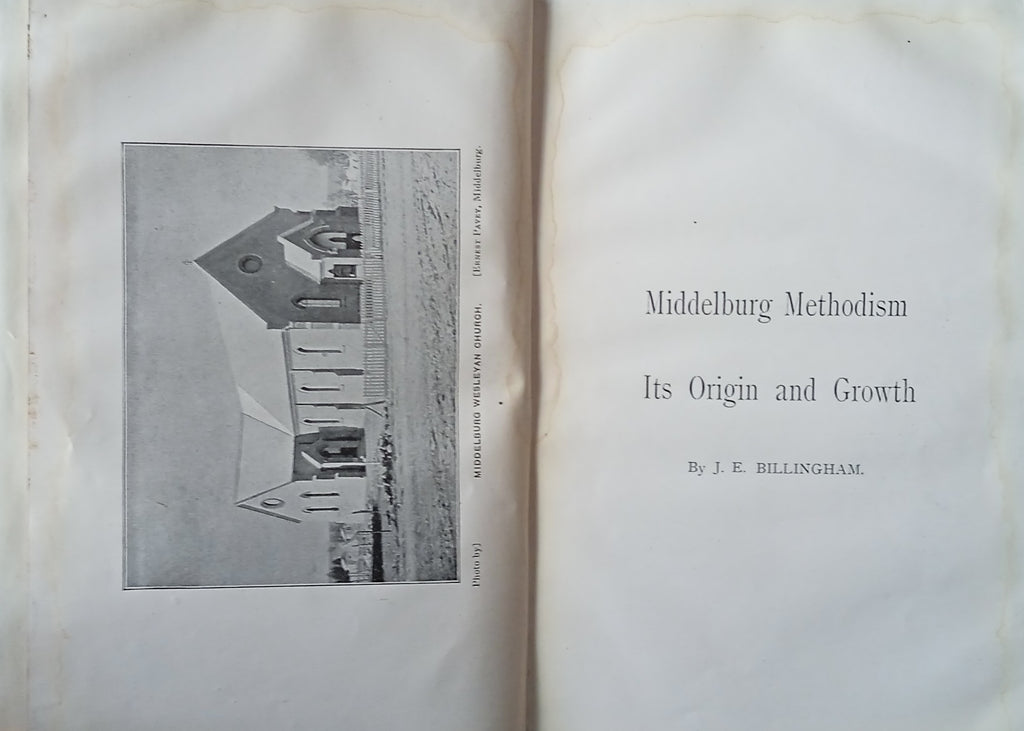 Photo by] MIDDELBURG WESLEYAN CHURCH. [ERNEST PAVEY, Middelburg.
Middelburg Methodism
Its Origin and Growth
By J. E. BILLINGHAM.